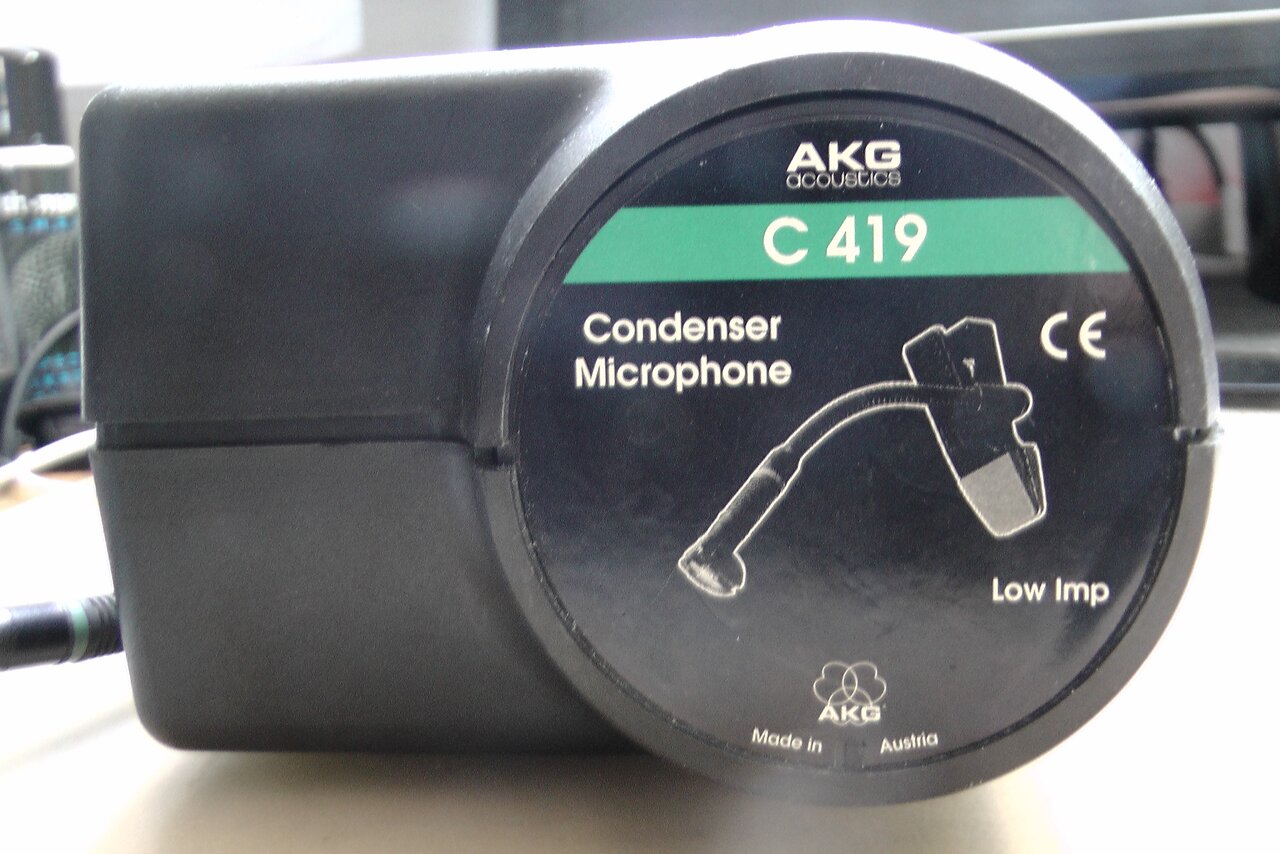 AKG
acoustics
C 419
Condenser
Microphone
CE
Low Imp
AKG
Made in Austria